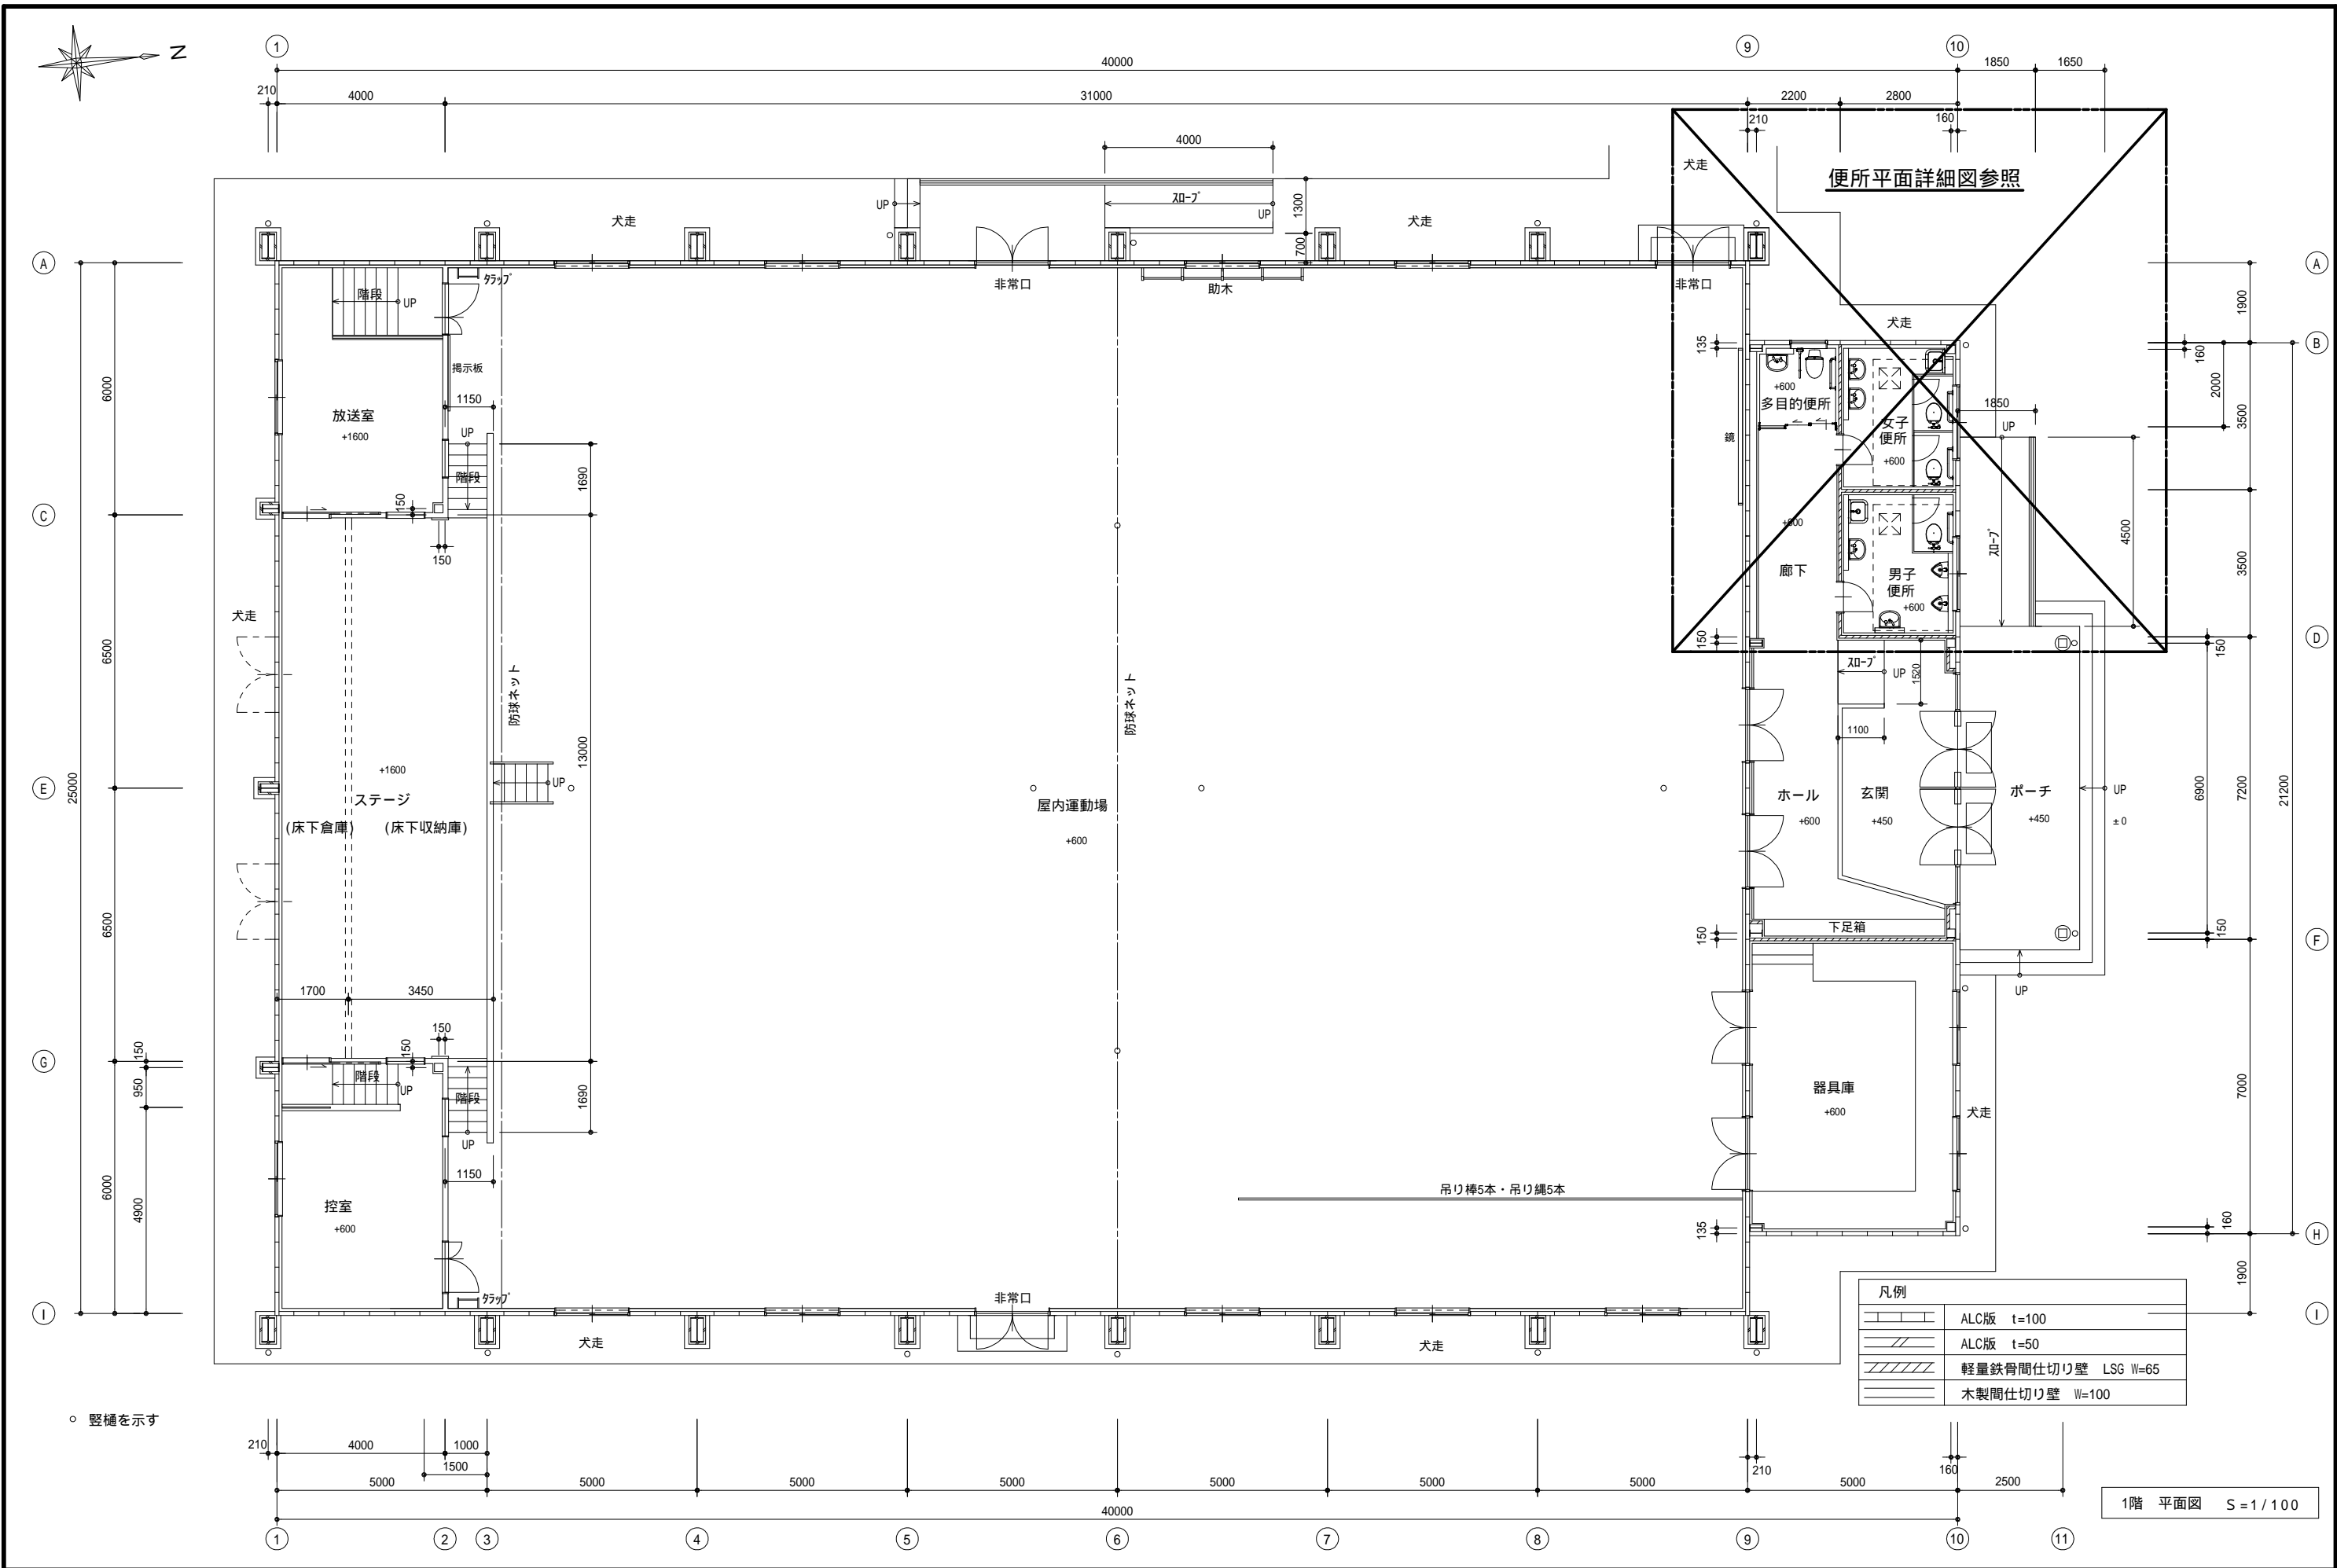 N
1
9
10
40000
1850
1650
210
4000
31000
2200
2800
210
160
4000
便所平面詳細図参照
犬走
犬走
UP
ｽﾛｰﾌﾟ
UP
1300
700
犬走
A
A
ﾀﾗｯﾌﾟ
非常口
助木
非常口
階段
UP
1900
犬走
135
B
160
2000
掲示板
6000
放送室
+1600
1150
UP
階段
1690
+600
多目的便所
鏡
女子
便所
+600
1850
UP
3500
C
150
150
+600
廊下
男子
便所
+600
ｽﾛｰﾌﾟ
4500
3500
犬走
6500
150
D
150
防球ネット
防球ネット
ｽﾛｰﾌﾟ
UP
1520
1100
13000
+1600
ステージ
(床下倉庫)
(床下収納庫)
UP
E
25000
屋内運動場
+600
ホール
+600
玄関
+450
ポーチ
+450
UP
±0
6900
7200
21200
6500
下足箱
150
150
F
UP
1700
3450
150
150
G
150
950
階段
UP
階段
UP
1690
1150
器具庫
+600
犬走
7000
6000
4900
控室
+600
吊り棒5本・吊り縄5本
135
160
H
1900
ﾀﾗｯﾌﾟ
非常口
I
I
犬走
犬走
凡例
ALC版 t=100
ALC版 t=50
軽量鉄骨間仕切り壁 LSG W=65
木製間仕切り壁 W=100
竪樋を示す
210
4000
1000
1500
5000
5000
5000
5000
5000
5000
5000
210
5000
160
2500
40000
1階 平面図 S=1/100
1
2
3
4
5
6
7
8
9
10
11